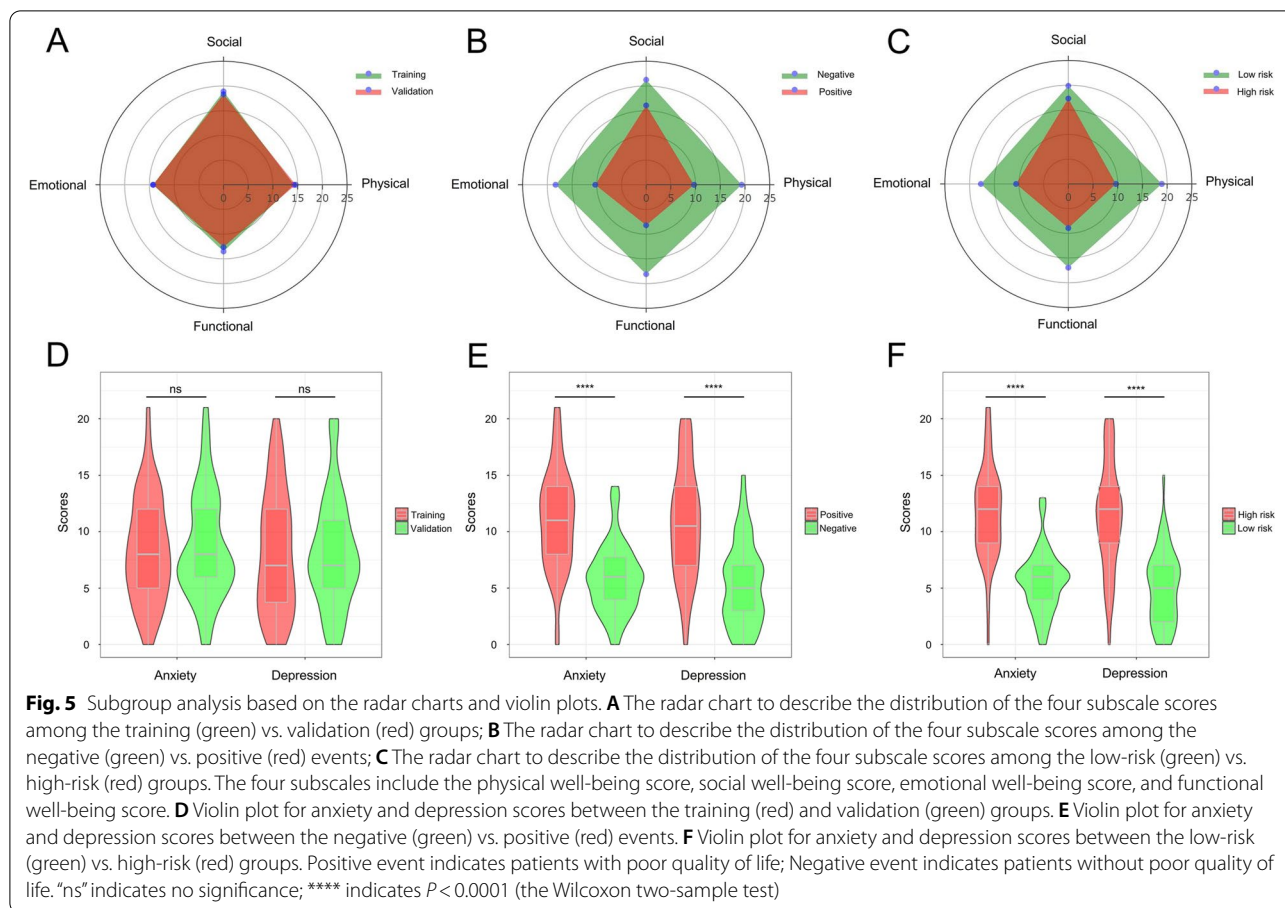 A
B
C
Social
Social
Social
Training
Validation
Negative
Positive
Low risk
High risk
Emotional
Physical
Emotional
Physical
Emotional
Physical
0 5 10 15 20 25
0 5 10 15 20 25
0 5 10 15 20 25
Functional
Functional
Functional
D
E
F
ns
ns
****
****
****
****
Scores
20
15
10
5
0
Training
Validation
Anxiety
Depression
Scores
20
15
10
5
0
Positive
Negative
Anxiety
Depression
Scores
20
15
10
5
0
High risk
Low risk
Anxiety
Depression
Fig. 5 Subgroup analysis based on the radar charts and violin plots. A The radar chart to describe the distribution of the four subscale scores
among the training (green) vs. validation (red) groups; B The radar chart to describe the distribution of the four subscale scores among the
negative (green) vs. positive (red) events; C The radar chart to describe the distribution of the four subscale scores among the low-risk (green) vs.
high-risk (red) groups. The four subscales include the physical well-being score, social well-being score, emotional well-being score, and functional
well-being score. D Violin plot for anxiety and depression scores between the training (red) and validation (green) groups. E Violin plot for anxiety
and depression scores between the negative (green) vs. positive (red) events. F Violin plot for anxiety and depression scores between the low-risk
(green) vs. high-risk (red) groups. Positive event indicates patients with poor quality of life; Negative event indicates patients without poor quality of
life. “ns” indicates no significance; **** indicates P < 0.0001 (the Wilcoxon two-sample test)